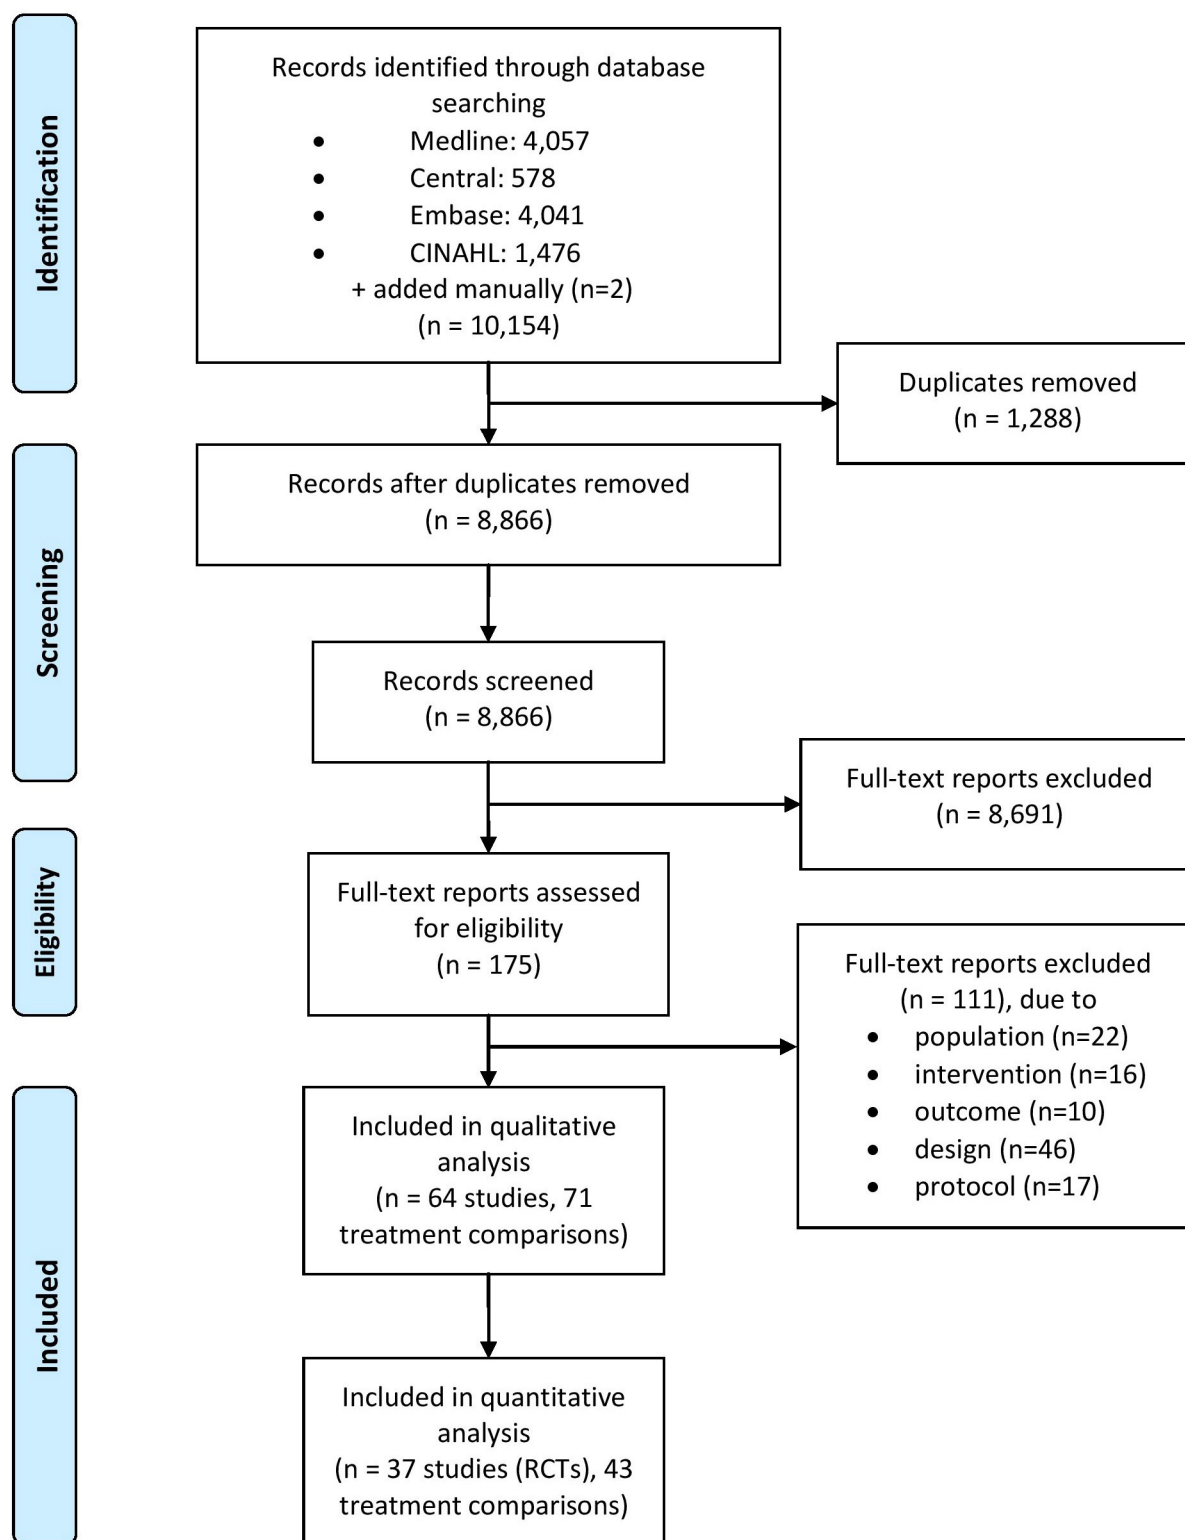 Identification
Records identified through database
searching
• Medline: 4,057
• Central: 578
• Embase: 4,041
• CINAHL: 1,476
+ added manually (n=2)
(n = 10,154)
Duplicates removed
(n = 1,288)
Screening
Records after duplicates removed
(n = 8,866)
Records screened
(n = 8,866)
Full-text reports excluded
(n = 8,691)
Eligibility
Full-text reports assessed
for eligibility
(n = 175)
Full-text reports excluded
(n = 111), due to
• population (n=22)
• intervention (n=16)
• outcome (n=10)
• design (n=46)
• protocol (n=17)
Included
Included in qualitative
analysis
(n = 64 studies, 71
treatment comparisons)
Included in quantitative
analysis
(n = 37 studies (RCTs), 43
treatment comparisons)